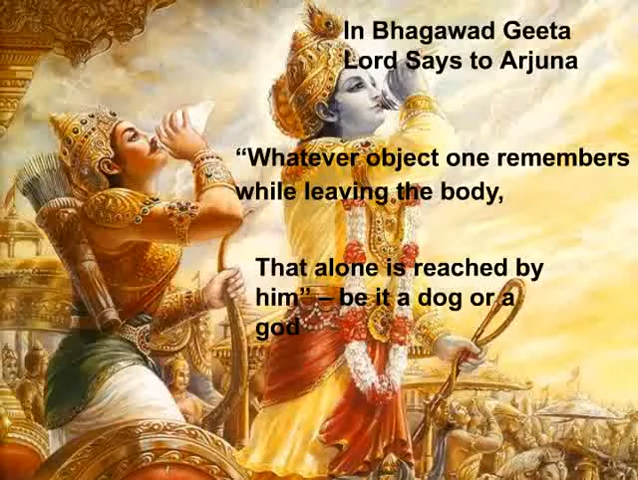 In Bhagawad Geeta
Lord Says to Arjuna
“Whatever object one remembers
while leaving the body,
That alone is reached by
him” – be it a dog or a
god